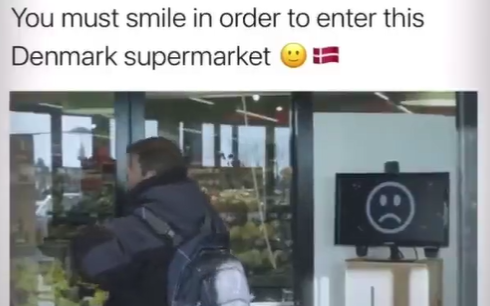 You must smile in order to enter this
Denmark supermarket 🙂 🇩🇰